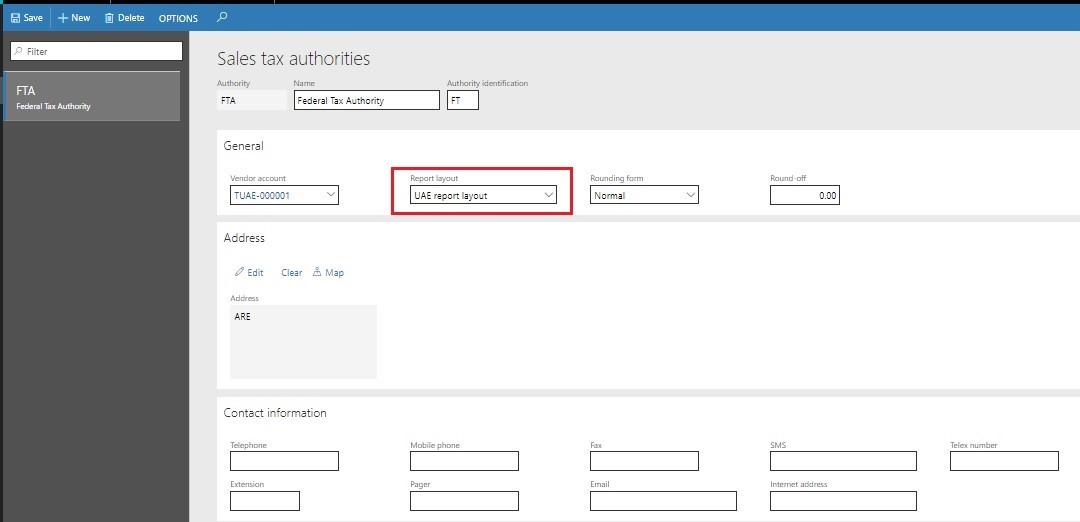 Save New Delete OPTIONS
Filter
FTA
Federal Tax Authority
Sales tax authorities
Authority Name Authority identification
FTA Federal Tax Authority FT
General
Vendor account Report layout Rounding form Round-off
TUAE-000001 UAE report layout Normal 0.00
Address
Edit Clear Map
Address
ARE
Contact information
Telephone Mobile phone Fax SMS Telex number
Extension Pager Email Internet address